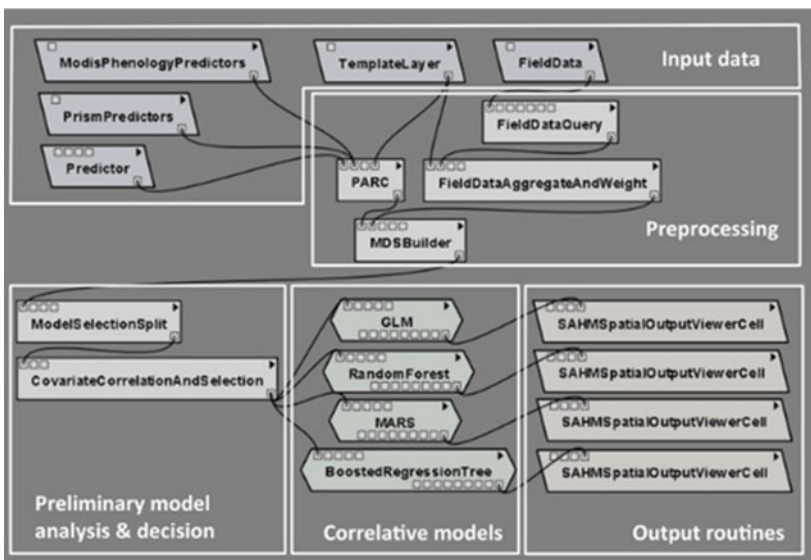 ModisPhenologyPredictors
TemplateLayer
FieldData
Input data
PrismPredictors
FieldDataQuery
Predictor
PARC
FieldDataAggregateAndWeight
Preprocessing
MDSBuilder
ModelSelectionSplit
CovariateCorrelationAndSelection
GLM
RandomForest
MARS
BoostedRegressionTree
SAHMSpatialOutputViewerCell
SAHMSpatialOutputViewerCell
SAHMSpatialOutputViewerCell
SAHMSpatialOutputViewerCell
Preliminary model
analysis & decision
Correlative models
Output routines